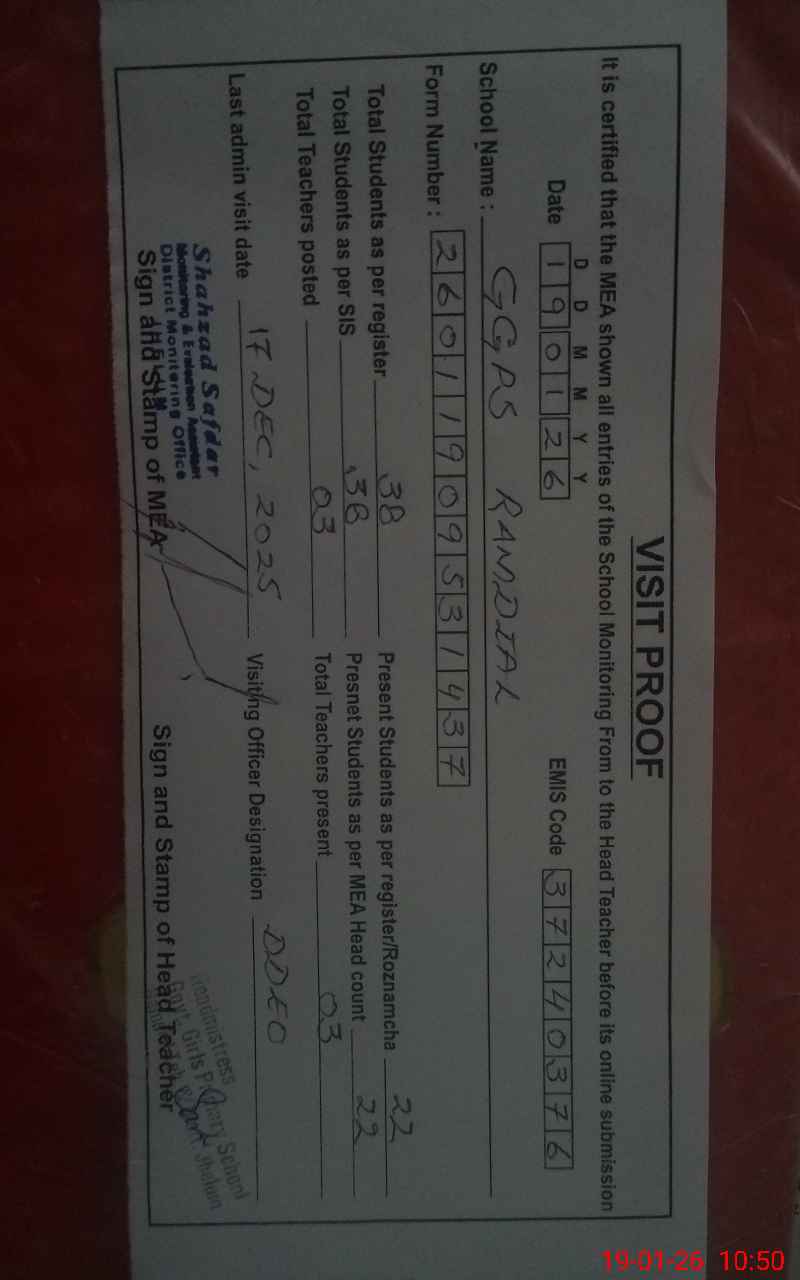 VISIT PROOF
It is certified that the MEA shown all entries of the School Monitoring From to the Head Teacher before its online submission
D D M M Y Y
Date 1 9 0 1 2 6 EMIS Code 3 7 2 4 0 3 7 6
School Name : GGPS RAMDIAL
Form Number : 2 6 0 1 1 9 0 9 5 3 1 4 3 7
Total Students as per register 38 Present Students as per register/Roznamcha 22
Total Students as per SIS 38 Presnet Students as per MEA Head count 22
Total Teachers posted 03 Total Teachers present 03
Last admin visit date 17 DEC, 2025 Visiting Officer Designation DDEO
Shahzad Safdar
Monitoring & Evaluation Assistant
District Monitoring Office
Sign and Stamp of MEA Sign and Stamp of Head Teacher
Headmistress
Govt. Girls Primary School
Jhelum
19-01-26 10:50